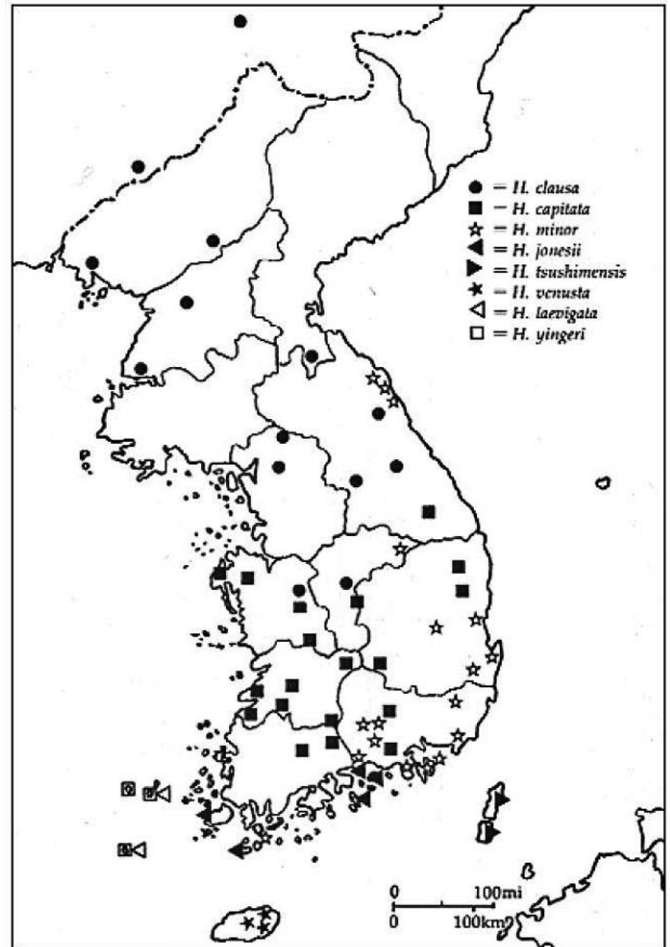 ● = H. clausa
■ = H. capitata
☆ = H. minor
◀ = H. jonesii
▶ = H. tsushimensis
★ = H. venusta
◁ = H. laevigata
□ = H. yingeri
0 100mi
0 100km